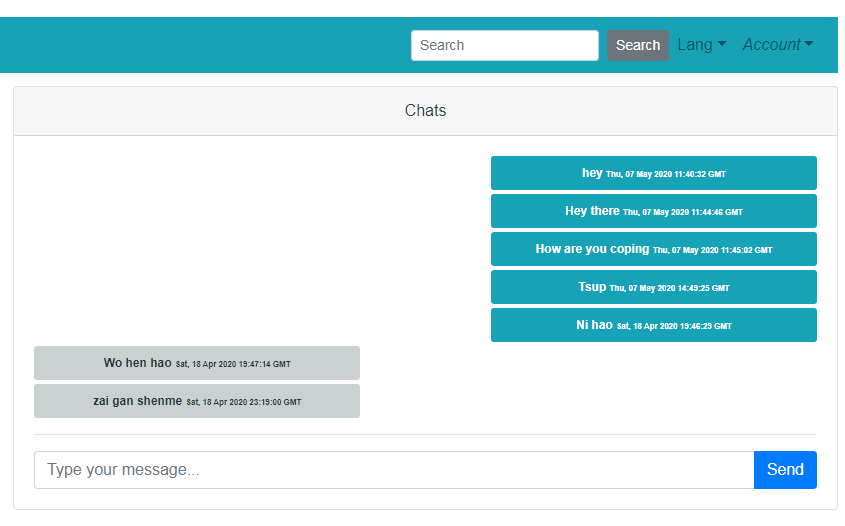 Search Search Lang Account
Chats
hey Thu, 07 May 2020 11:40:32 GMT
Hey there Thu, 07 May 2020 11:44:46 GMT
How are you coping Thu, 07 May 2020 11:45:02 GMT
Tsup Thu, 07 May 2020 14:49:25 GMT
Ni hao Sat, 18 Apr 2020 19:46:29 GMT
Wo hen hao Sat, 18 Apr 2020 19:47:14 GMT
zai gan shenme Sat, 18 Apr 2020 23:19:00 GMT
Type your message... Send